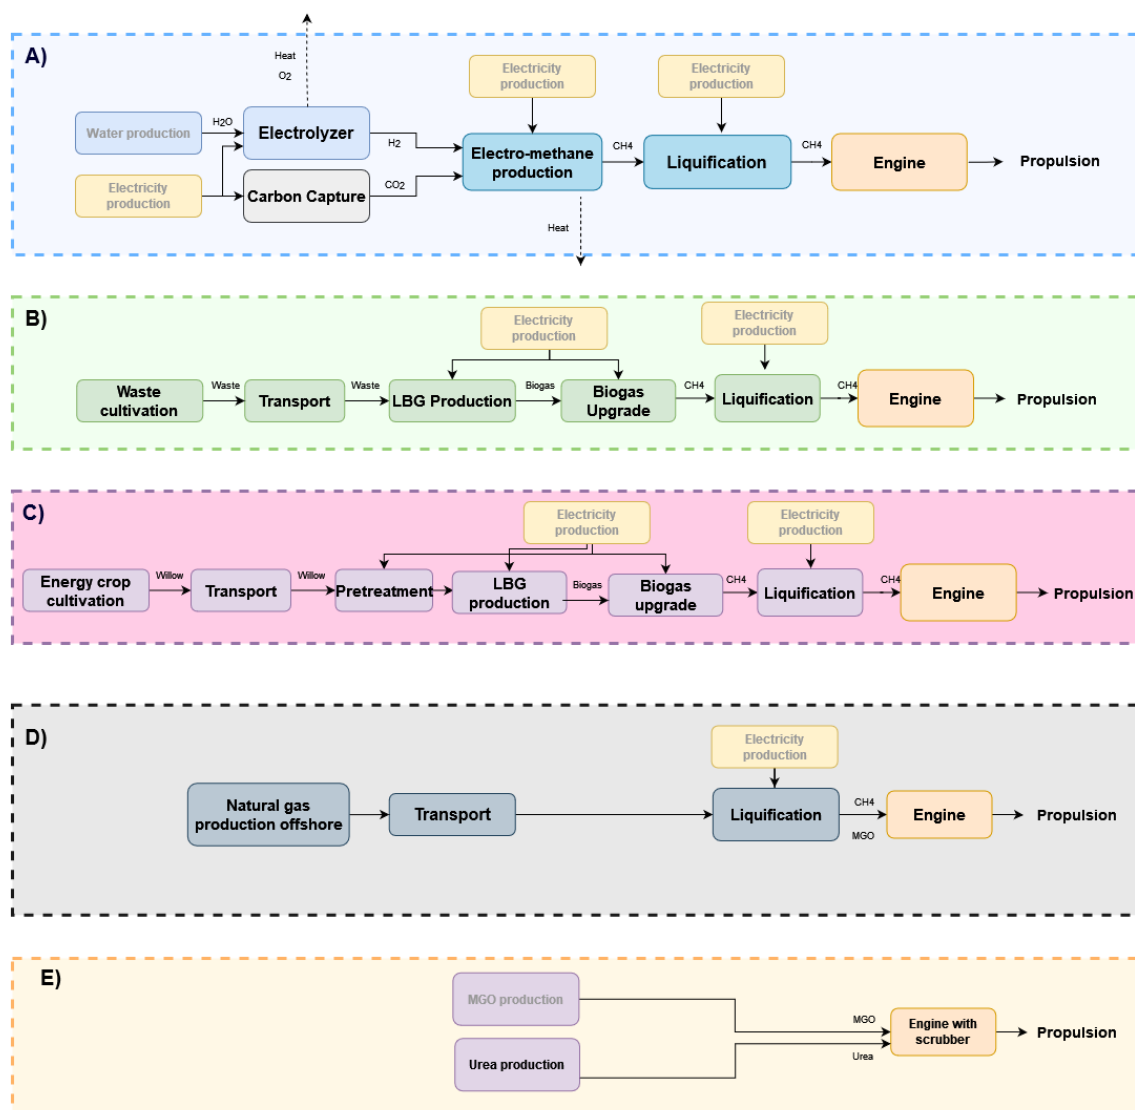 A)
Heat
O2
Electricity
production
Electricity
production
Water production
H2O
Electrolyzer
H2
Electro-methane
production
CH4
Liquification
CH4
Engine
Propulsion
Electricity
production
Carbon Capture
CO2
Heat
B)
Electricity
production
Electricity
production
Waste
cultivation
Waste
Transport
Waste
LBG Production
Biogas
Biogas
Upgrade
CH4
Liquification
CH4
Engine
Propulsion
C)
Electricity
production
Electricity
production
Energy crop
cultivation
Willow
Transport
Willow
Pretreatment
LBG
production
Biogas
Biogas
upgrade
CH4
Liquification
CH4
Engine
Propulsion
D)
Electricity
production
Natural gas
production offshore
Transport
Liquification
CH4
MGO
Engine
Propulsion
E)
MGO production
MGO
Engine with
scrubber
Propulsion
Urea production
Urea